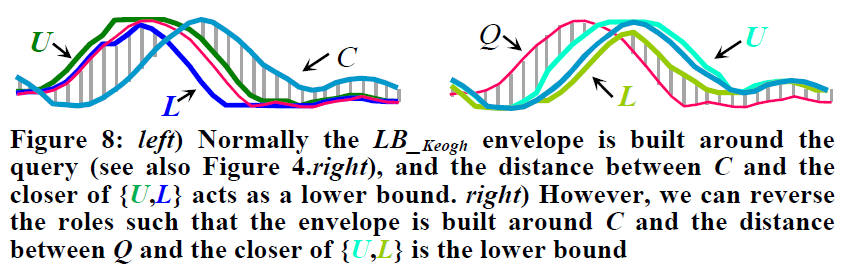 U
L
C
Q
L
U
Figure 8: left) Normally the LB_Keogh envelope is built around the
query (see also Figure 4.right), and the distance between C and the
closer of {U,L} acts as a lower bound. right) However, we can reverse
the roles such that the envelope is built around C and the distance
between Q and the closer of {U,L} is the lower bound